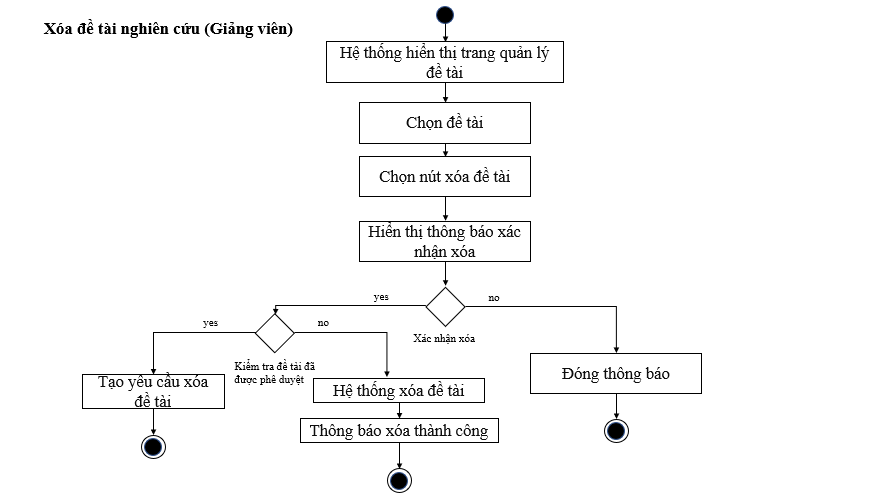 Xóa đề tài nghiên cứu (Giảng viên)
Hệ thống hiển thị trang quản lý
đề tài
Chọn đề tài
Chọn nút xóa đề tài
Hiển thị thông báo xác
nhận xóa
yes
no
Xác nhận xóa
yes
no
Kiểm tra đề tài đã
được phê duyệt
Tạo yêu cầu xóa
đề tài
Hệ thống xóa đề tài
Thông báo xóa thành công
Đóng thông báo